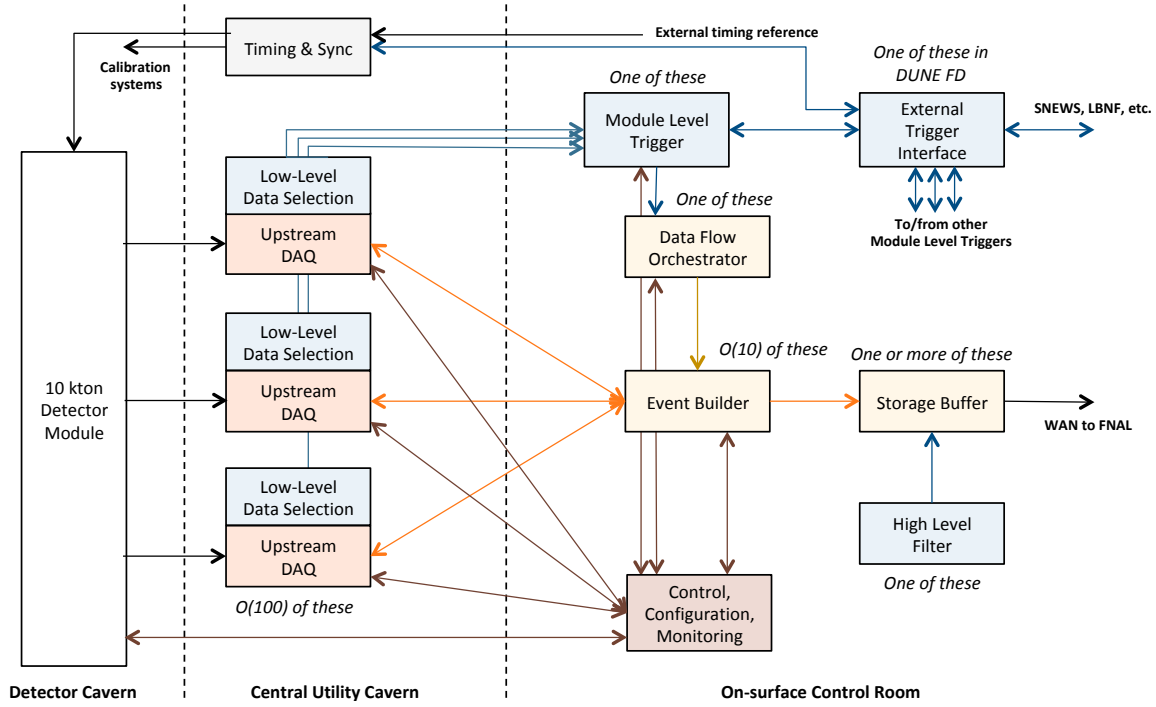 External timing reference
Timing & Sync
Calibration
systems
One of these in
DUNE FD
One of these
Module Level
Trigger
External
Trigger
Interface
SNEWS, LBNF, etc.
To/from other
Module Level Triggers
Low-Level
Data Selection
Upstream
DAQ
One of these
Data Flow
Orchestrator
Low-Level
Data Selection
Upstream
DAQ
O(10) of these
One or more of these
10 kton
Detector
Module
Event Builder
Storage Buffer
WAN to FNAL
Low-Level
Data Selection
Upstream
DAQ
O(100) of these
High Level
Filter
One of these
Control,
Configuration,
Monitoring
Detector Cavern
Central Utility Cavern
On-surface Control Room